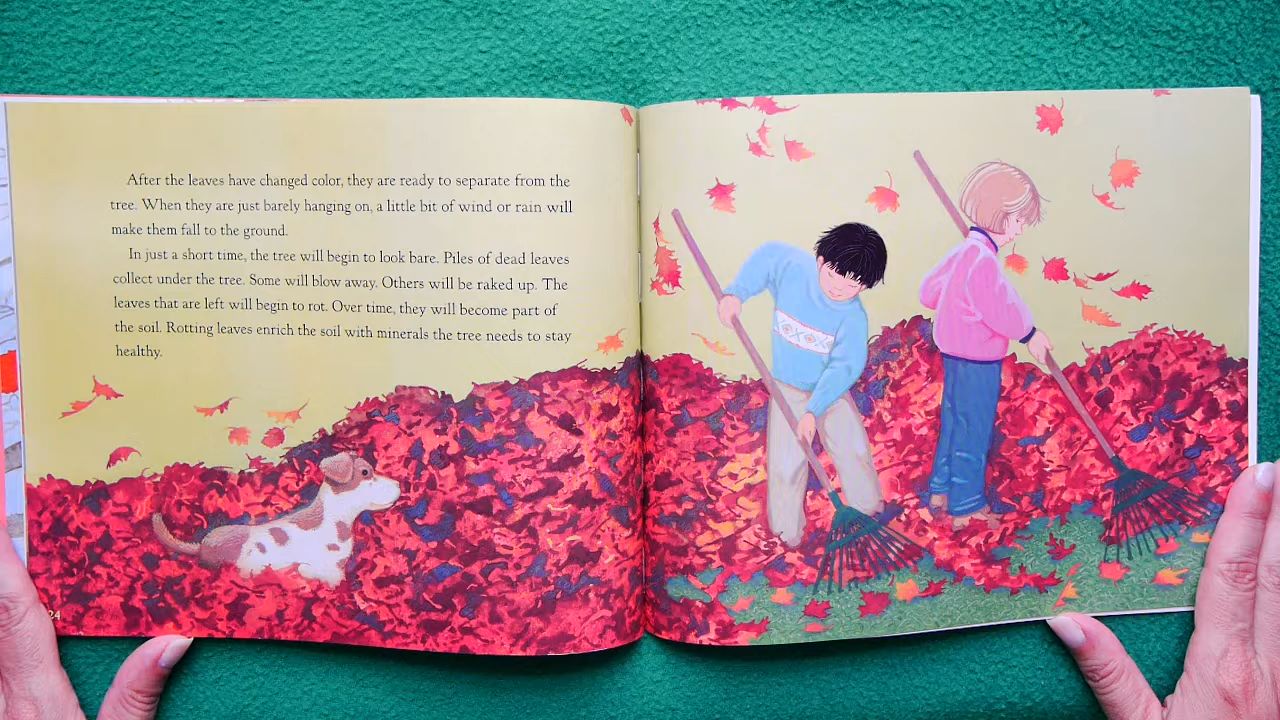 After the leaves have changed color, they are ready to separate from the
tree. When they are just barely hanging on, a little bit of wind or rain will
make them fall to the ground.
In just a short time, the tree will begin to look bare. Piles of dead leaves
collect under the tree. Some will blow away. Others will be raked up. The
leaves that are left will begin to rot. Over time, they will become part of
the soil. Rotting leaves enrich the soil with minerals the tree needs to stay
healthy.
24